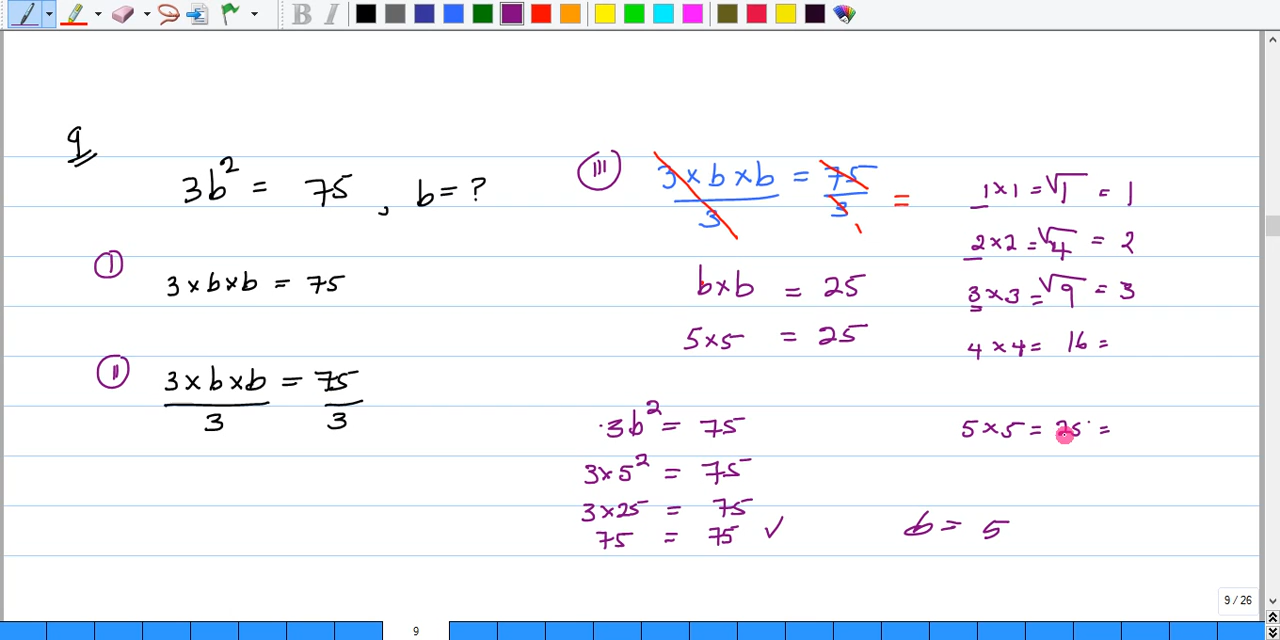 9
3b² = 75, b = ?
I 3 × b × b = 75
II 3 × b × b = 75
3 3
III 3 × b × b = 75 =
3 3 1
b × b = 25
5 × 5 = 25
3b² = 75
3 × 5² = 75
3 × 25 = 75
75 = 75 ✓
1 × 1 = √1 = 1
2 × 2 = √4 = 2
3 × 3 = √9 = 3
4 × 4 = 16 =
5 × 5 = 25 =
b = 5
9 / 26
9